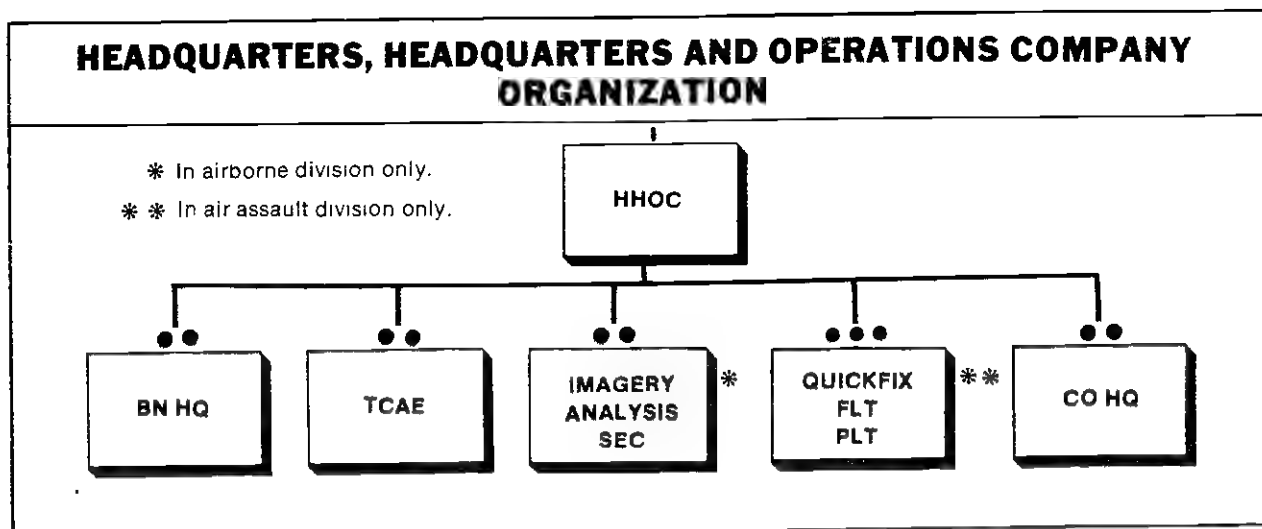 HEADQUARTERS, HEADQUARTERS AND OPERATIONS COMPANY
ORGANIZATION
* In airborne division only.
* * In air assault division only.
HHOC
BN HQ
TCAE
IMAGERY
ANALYSIS
SEC
*
QUICKFIX
FLT
PLT
**
CO HQ